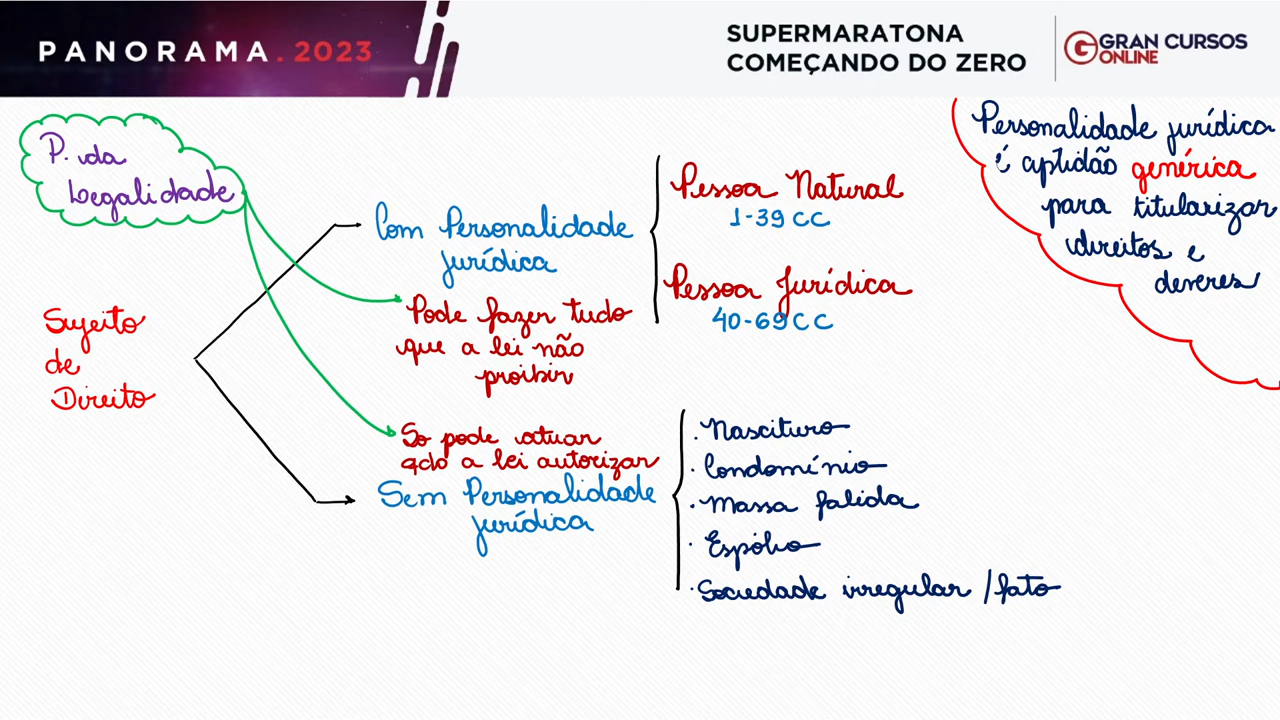 PANORAMA.2023
SUPERMARATONA
COMEÇANDO DO ZERO
GRAN CURSOS
ONLINE
P. da
Legalidade
Sujeito
de
Direito
Com Personalidade
jurídica
Pode fazer tudo
que a lei não
proibir
Só pode atuar
qdo a lei autorizar
Sem Personalidade
jurídica
Pessoa Natural
1-39 CC
Pessoa Jurídica
40-69 CC
. Nascituro
. Condomínio
. Massa falida
. Espólio
. Sociedade irregular / fato
Personalidade jurídica
é aptidão genérica
para titularizar
direitos e
deveres